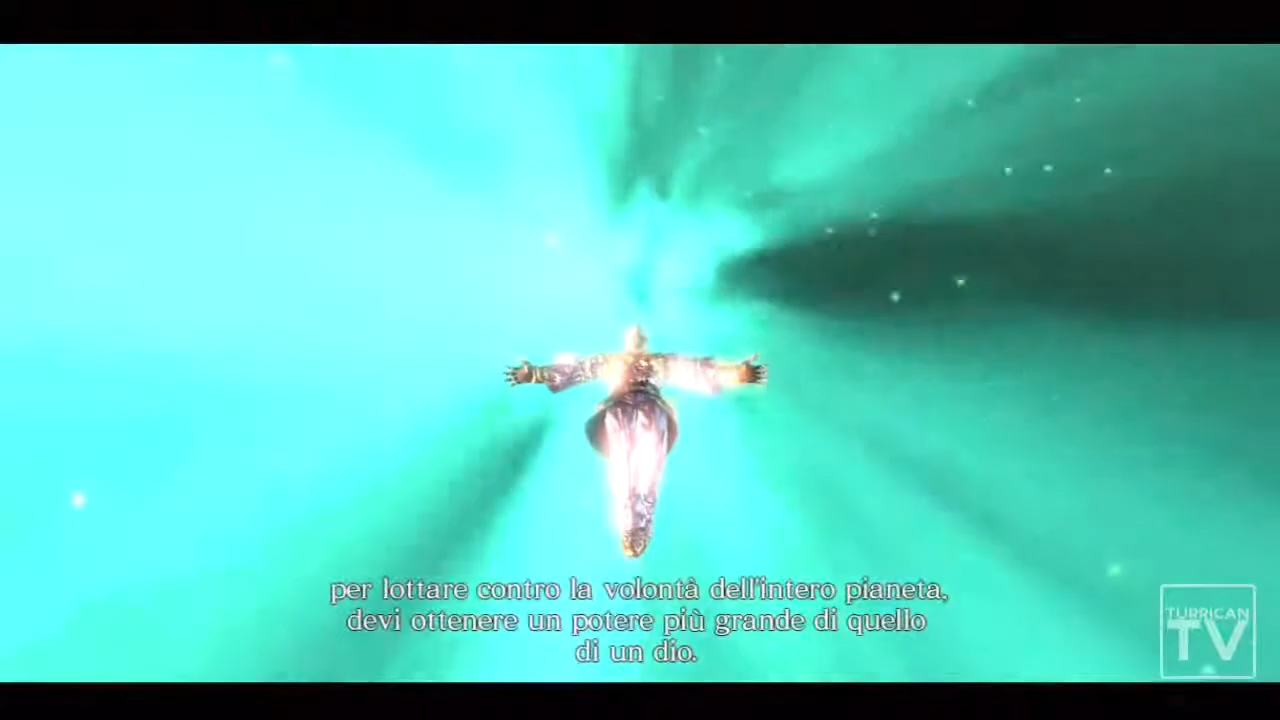 per lottare contro la volontà dell'intero pianeta,
devi ottenere un potere più grande di quello
di un dio.
TURRICAN
TV